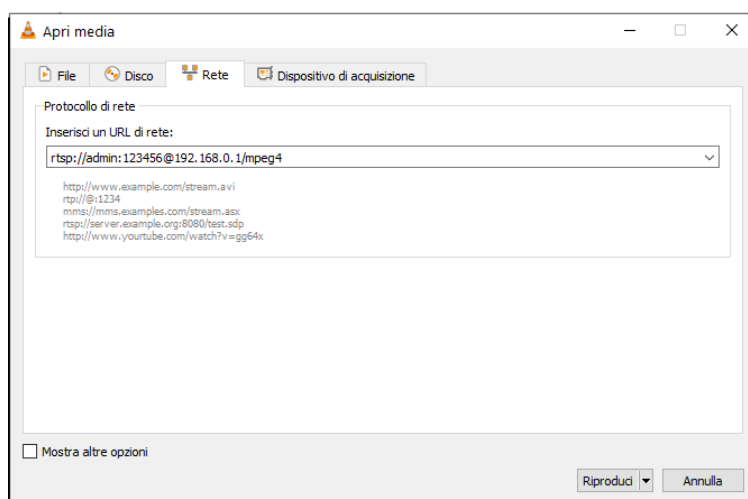 Apri media
File
Disco
Rete
Dispositivo di acquisizione
Protocollo di rete
Inserisci un URL di rete:
rtsp://admin:123456@192.168.0.1/mpeg4
http://www.example.com/stream.avi
rtp://@:1234
mms://mms.examples.com/stream.asx
rtsp://server.example.org:8080/test.sdp
http://www.yourtube.com/watch?v=gg64x
Mostra altre opzioni
Riproduci
Annulla